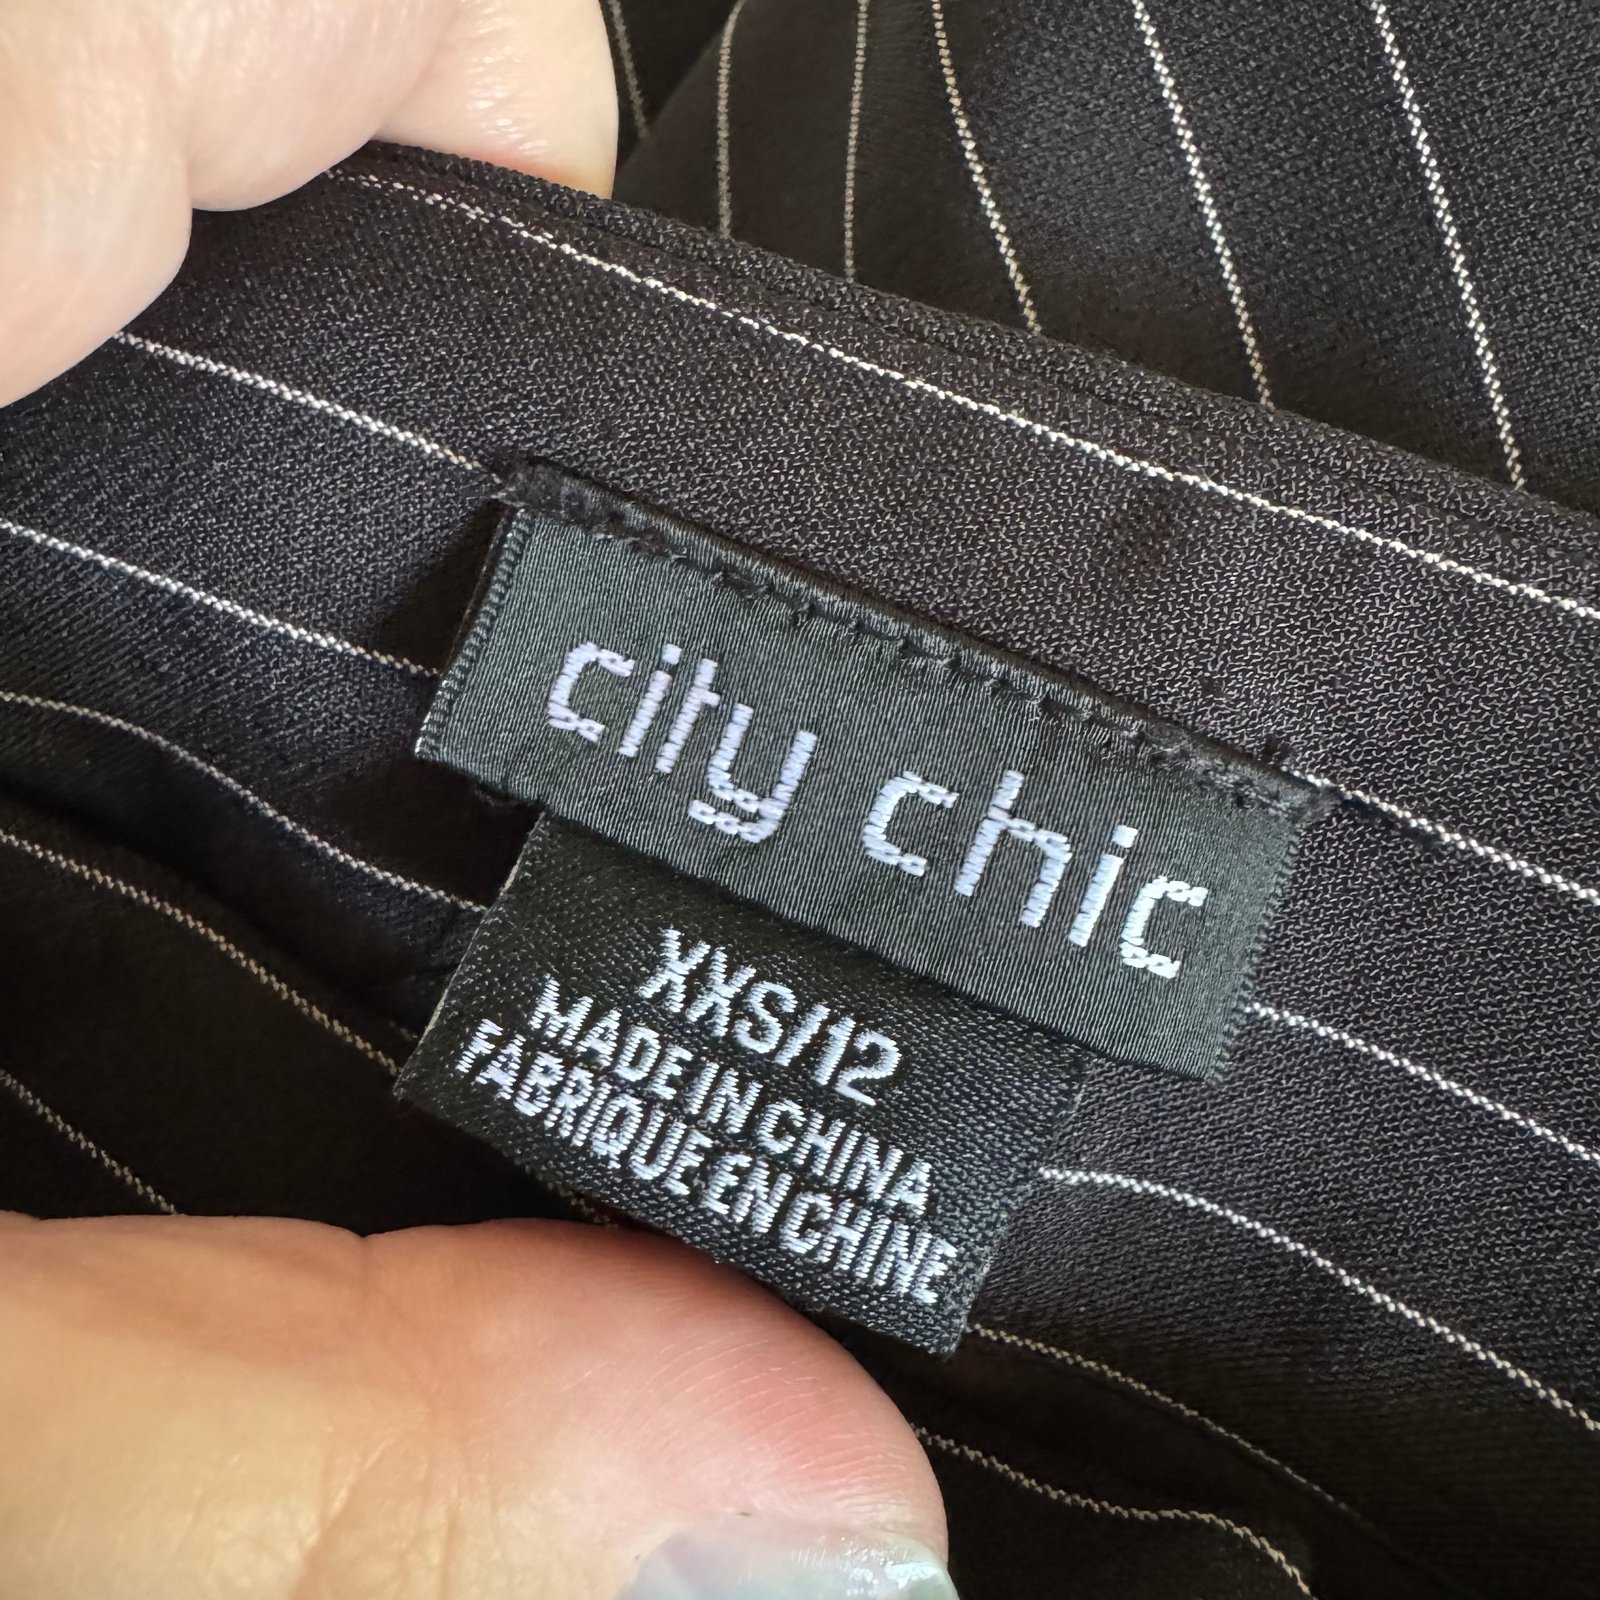 city chic
XXS/12
MADE IN CHINA
FABRIQUE EN CHINE